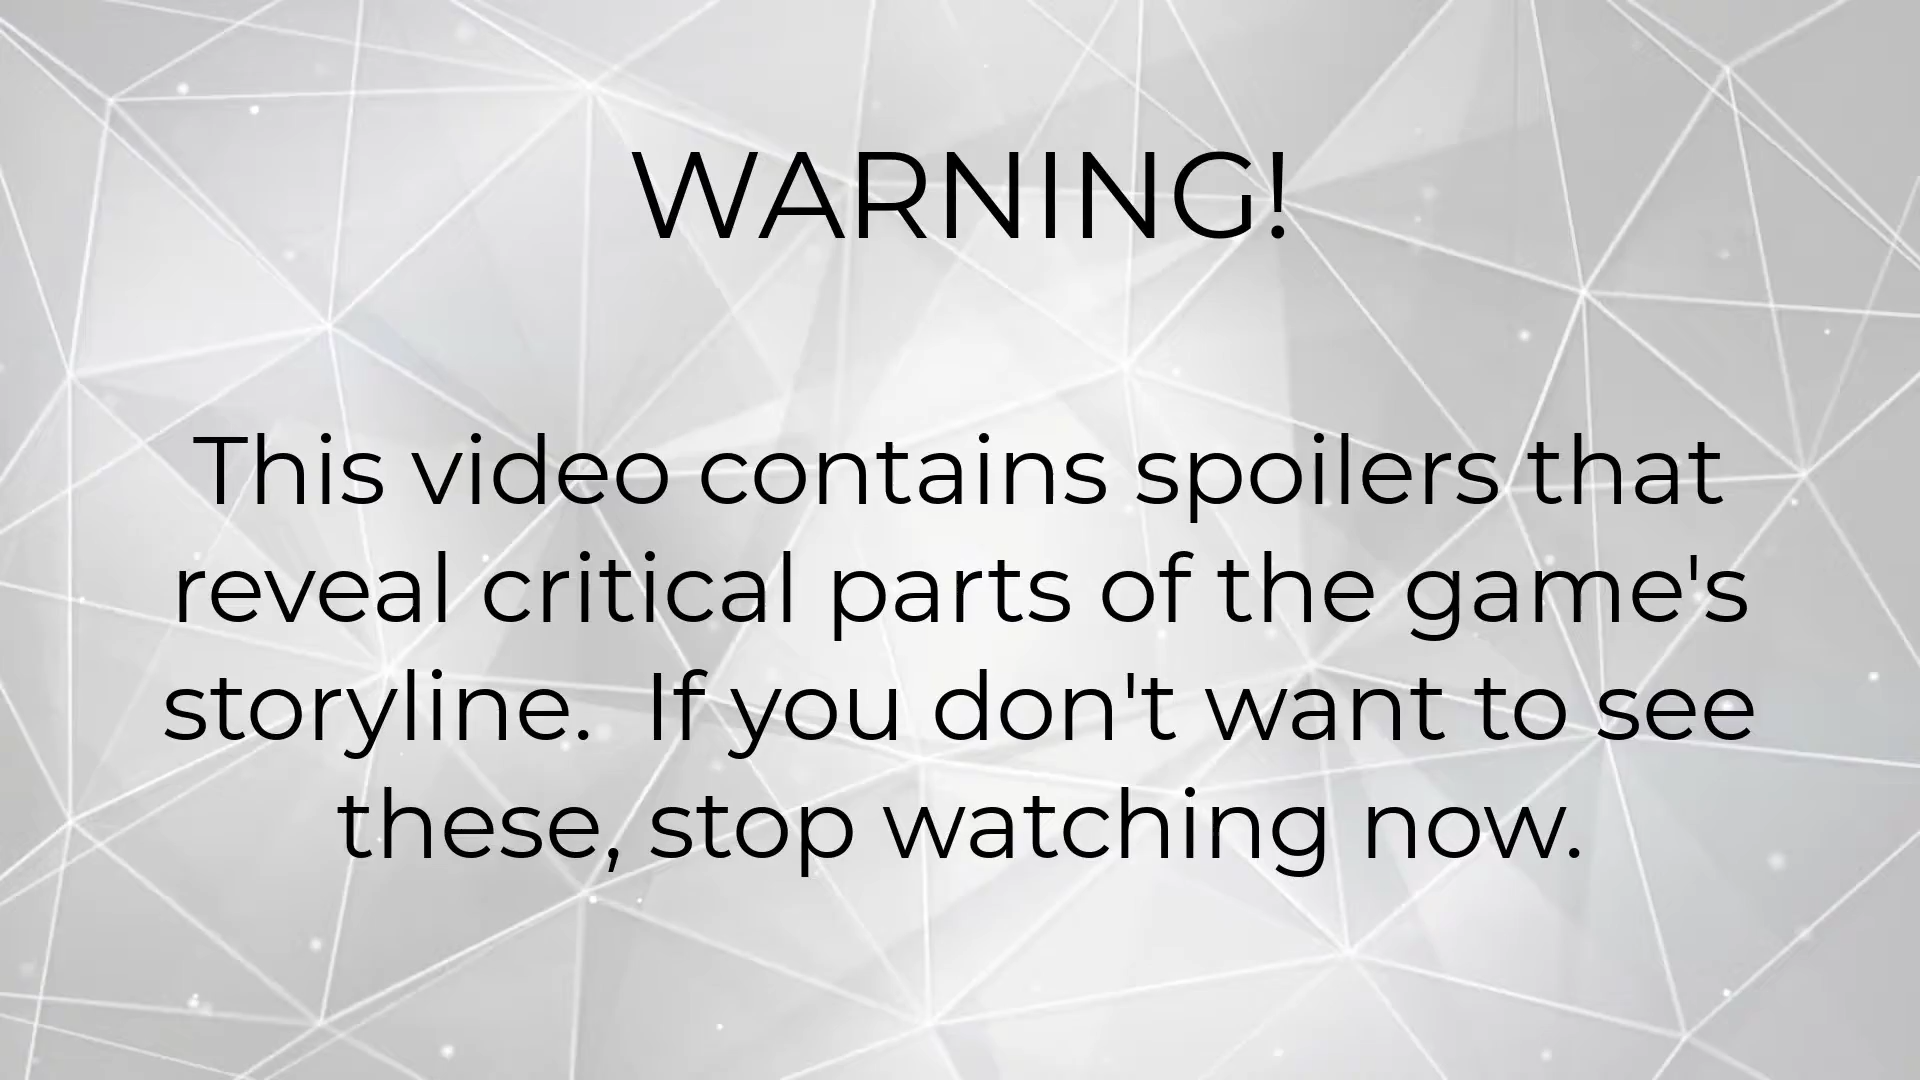 WARNING!
This video contains spoilers that
reveal critical parts of the game's
storyline.  If you don't want to see
these, stop watching now.